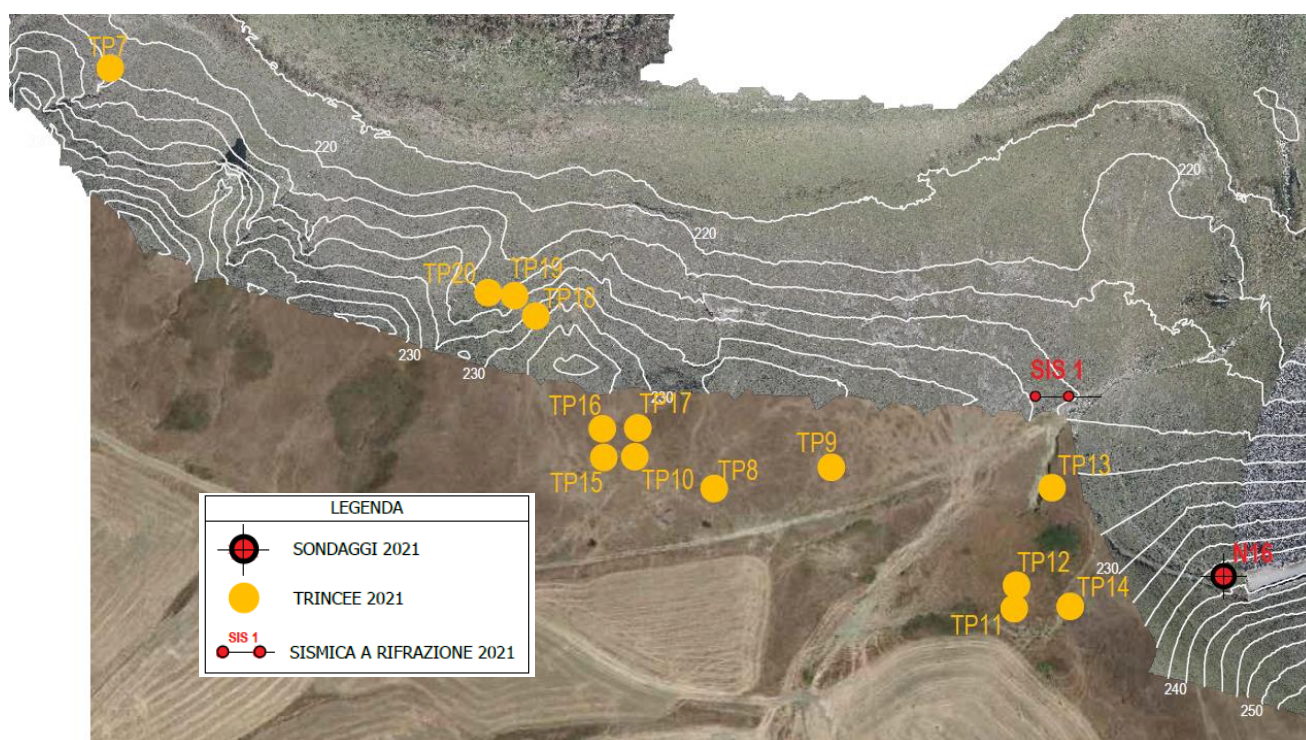 TP7
220
220
220
TP20
TP19
TP18
230
230
230
SIS 1
TP16
TP17
TP15
TP10
TP8
TP9
TP13
N16
TP12
230
TP14
TP11
240
250
LEGENDA
SONDAGGI 2021
TRINCEE 2021
SIS 1
SISMICA A RIFRAZIONE 2021